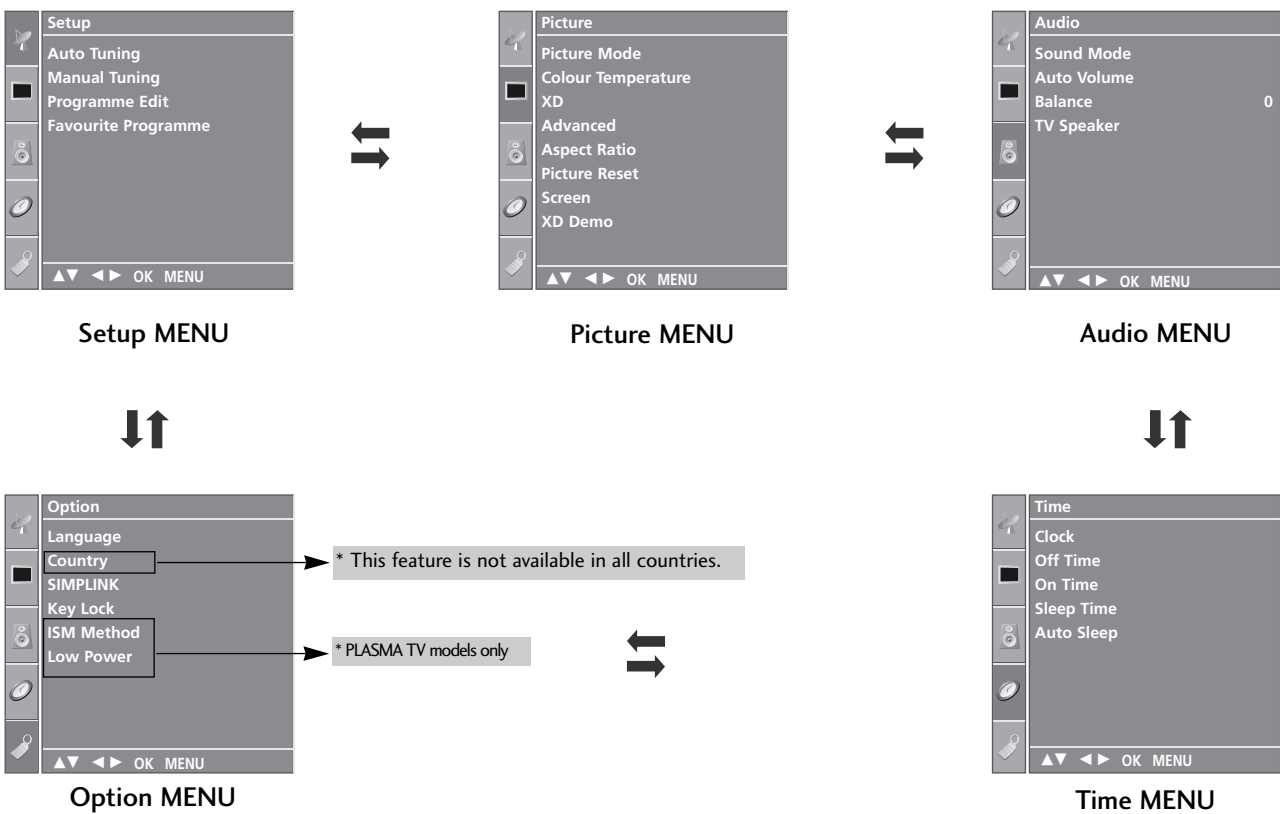 Setup
Auto Tuning
Manual Tuning
Programme Edit
Favourite Programme
▲▼ ◄► OK MENU
Setup MENU
Picture
Picture Mode
Colour Temperature
XD
Advanced
Aspect Ratio
Picture Reset
Screen
XD Demo
▲▼ ◄► OK MENU
Picture MENU
Audio
Sound Mode
Auto Volume
Balance 0
TV Speaker
▲▼ ◄► OK MENU
Audio MENU
Option
Language
Country
SIMPLINK
Key Lock
ISM Method
Low Power
▲▼ ◄► OK MENU
Option MENU
* This feature is not available in all countries.
* PLASMA TV models only
Time
Clock
Off Time
On Time
Sleep Time
Auto Sleep
▲▼ ◄► OK MENU
Time MENU